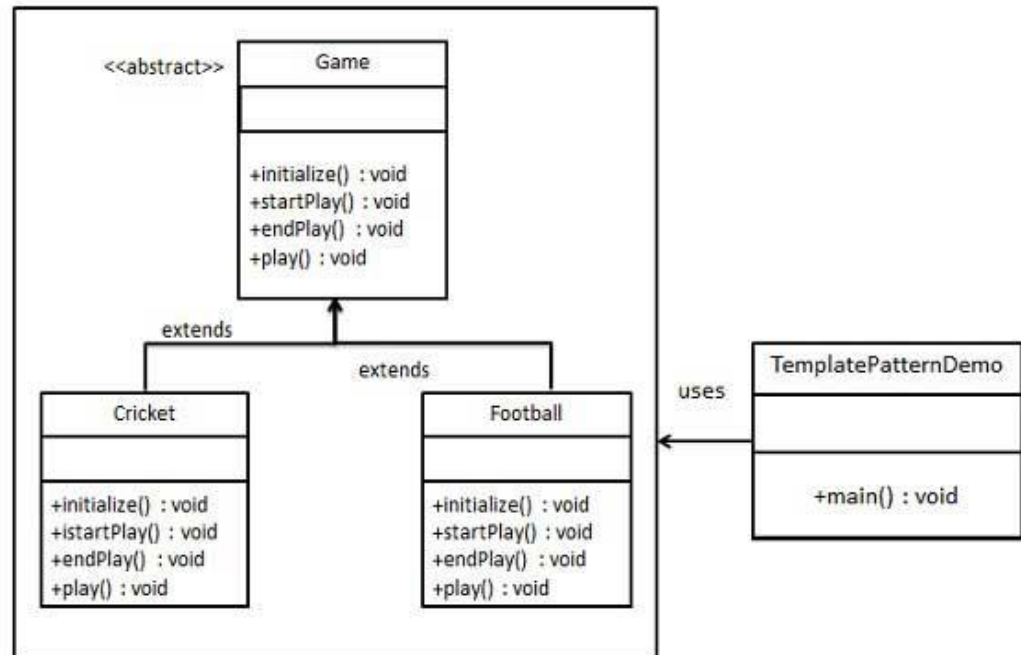 <<abstract>>
Game
+initialize() : void
+startPlay() : void
+endPlay() : void
+play() : void
extends
extends
Cricket
+initialize() : void
+istartPlay() : void
+endPlay() : void
+play() : void
Football
+initialize() : void
+startPlay() : void
+endPlay() : void
+play() : void
uses
TemplatePatternDemo
+main() : void